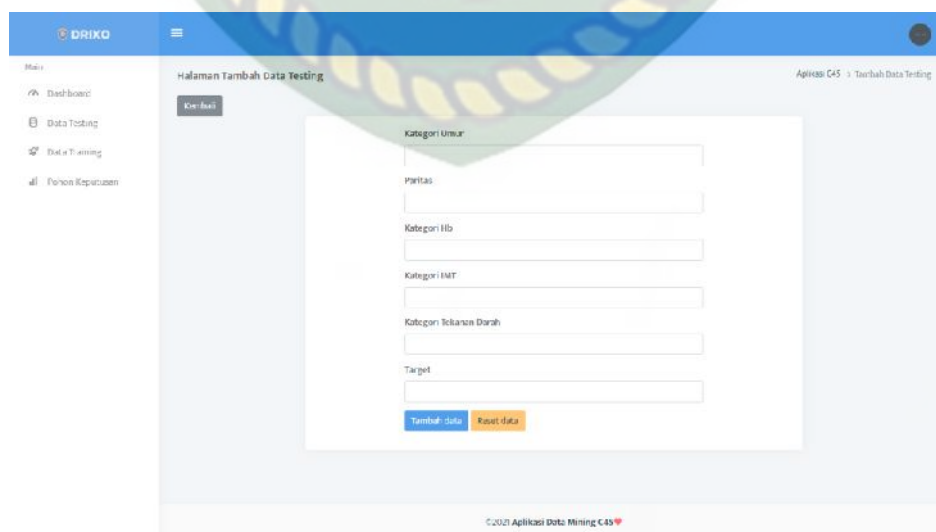 DRIXO
Main
Dashboard
Data Testing
Data Training
Pohon Keputusan
Halaman Tambah Data Testing
Aplikasi C45 > Tambah Data Testing
Kembali
Kategori Umur
Paritas
Kategori Hb
Kategori IMT
Kategori Tekanan Darah
Target
Tambah data Reset data
©2021 Aplikasi Data Mining C45